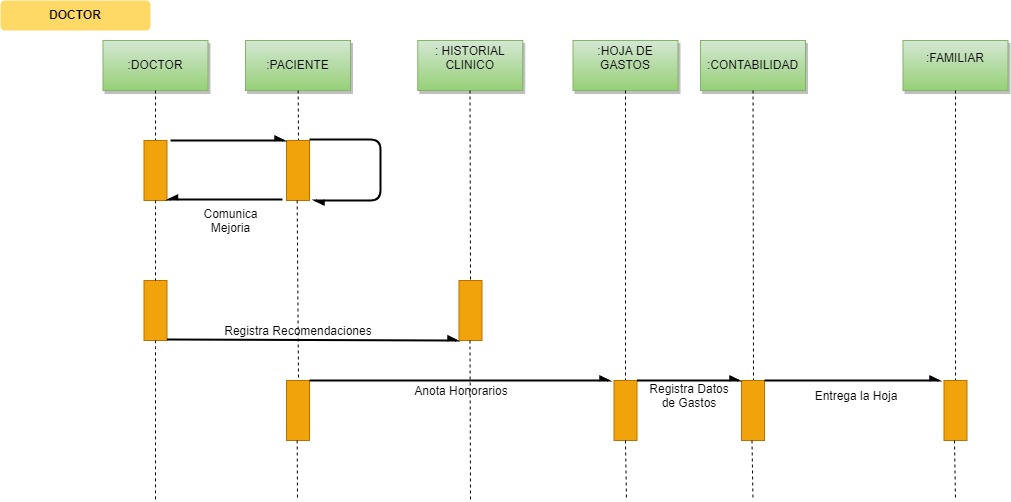 DOCTOR
:DOCTOR
:PACIENTE
: HISTORIAL
CLINICO
:HOJA DE
GASTOS
:CONTABILIDAD
:FAMILIAR
Comunica
Mejoria
Registra Recomendaciones
Anota Honorarios
Registra Datos
de Gastos
Entrega la Hoja